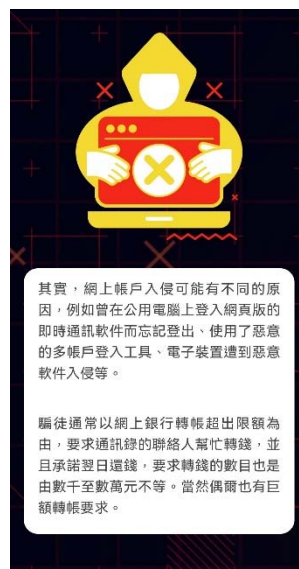 其實，網上帳戶入侵可能有不同的原
因，例如曾在公用電腦上登入網頁版的
即時通訊軟件而忘記登出、使用了惡意
的多帳戶登入工具、電子裝置遭到惡意
軟件入侵等。
騙徒通常以網上銀行轉帳超出限額為
由，要求通訊錄的聯絡人幫忙轉錢，並
且承諾翌日還錢，要求轉錢的數目也是
由數千至數萬元不等。當然偶爾也有巨
額轉帳要求。